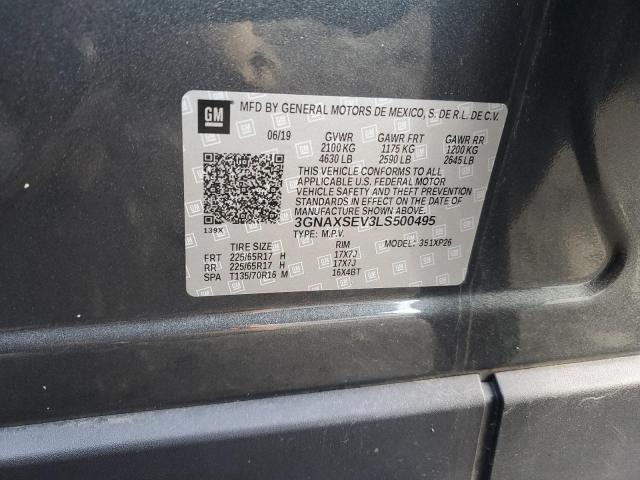 GM MFD BY GENERAL MOTORS DE MEXICO, S. DE R.L. DE C.V.
06/19 GVWR GAWR FRT GAWR RR
2100 KG 1175 KG 1200 KG
4630 LB 2590 LB 2645 LB
THIS VEHICLE CONFORMS TO ALL
APPLICABLE U.S. FEDERAL MOTOR
VEHICLE SAFETY AND THEFT PREVENTION
STANDARDS IN EFFECT ON THE DATE OF
MANUFACTURE SHOWN ABOVE.
139X 3GNAXSEV3LS500495
TYPE: M.P.V. MODEL: 351XP26
TIRE SIZE RIM
FRT 225/65R17 H 17X7J
RR 225/65R17 H 17X7J
SPA T135/70R16 M 16X4BT